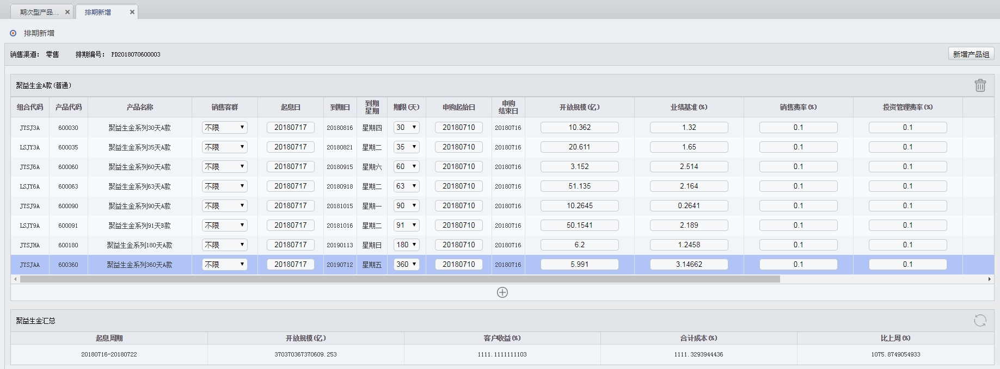 期次型产品... ×
排期新增 ×
排期新增
销售渠道： 零售 排期编号： PD2018070600003 新增产品组
聚益生金A款(普通)
组合代码 产品代码 产品名称 销售客群 起息日 到期日 到期星期 期限(天) 申购起始日 申购结束日 开放规模(亿) 业绩基准(%) 销售费率(%) 投资管理费率(%)
JYSJ3A 600030 聚益生金系列30天A款 不限 20180717 20180816 星期四 30 20180710 20180716 10.362 1.32 0.1 0.1
LSJY3A 600035 聚益生金系列35天A款 不限 20180717 20180821 星期二 35 20180710 20180716 20.611 1.65 0.1 0.1
JYSJ6A 600060 聚益生金系列60天A款 不限 20180717 20180915 星期六 60 20180710 20180716 3.152 2.514 0.1 0.1
LSJY6A 600063 聚益生金系列63天A款 不限 20180717 20180918 星期二 63 20180710 20180716 51.135 2.164 0.1 0.1
JYSJ9A 600090 聚益生金系列90天A款 不限 20180717 20181015 星期一 90 20180710 20180716 10.2645 0.2641 0.1 0.1
LSJY9A 600091 聚益生金系列91天B款 不限 20180717 20181016 星期二 91 20180710 20180716 50.1541 2.189 0.1 0.1
JYSJHA 600180 聚益生金系列180天A款 不限 20180717 20190113 星期日 180 20180710 20180716 6.2 1.2458 0.1 0.1
JYSJAA 600360 聚益生金系列360天A款 不限 20180717 20190712 星期五 360 20180710 20180716 5.991 3.14662 0.1 0.1
聚益生金汇总
起息周期 开放规模(亿) 客户收益(%) 合计成本(%) 比上周(%)
20180716-20180722 370370367370609.253 1111.1111111103 1111.3293944436 1075.8749054933